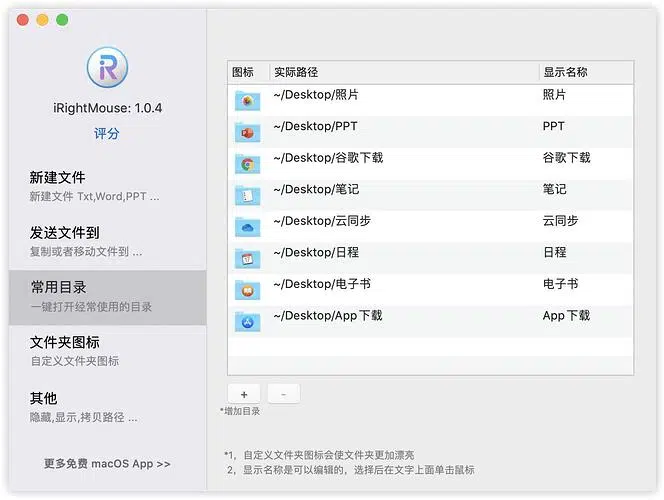 iRightMouse: 1.0.4
评分
新建文件
新建文件 Txt,Word,PPT ...
发送文件到
复制或者移动文件到 ...
常用目录
一键打开经常使用的目录
文件夹图标
自定义文件夹图标
其他
隐藏,显示,拷贝路径 ...
更多免费 macOS App >>
图标 实际路径 显示名称
~/Desktop/照片 照片
~/Desktop/PPT PPT
~/Desktop/谷歌下载 谷歌下载
~/Desktop/笔记 笔记
~/Desktop/云同步 云同步
~/Desktop/日程 日程
~/Desktop/电子书 电子书
~/Desktop/App下载 App下载
+ -
*增加目录
*1，自定义文件夹图标会使文件夹更加漂亮
2，显示名称是可以编辑的，选择后在文字上面单击鼠标